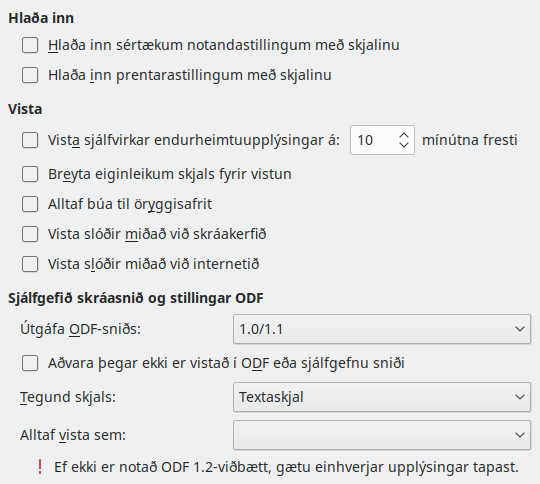 Hlaða inn
Hlaða inn sértækum notandastillingum með skjalinu
Hlaða inn prentarastillingum með skjalinu
Vista
Vista sjálfvirkar endurheimtuupplýsingar á: 10 mínútna fresti
Breyta eiginleikum skjals fyrir vistun
Alltaf búa til öryggisafrit
Vista slóðir miðað við skráakerfið
Vista slóðir miðað við internetið
Sjálfgefið skráasnið og stillingar ODF
Útgáfa ODF-sniðs: 1.0/1.1
Aðvara þegar ekki er vistað í ODF eða sjálfgefnu sniði
Tegund skjals: Textaskjal
Alltaf vista sem:
! Ef ekki er notað ODF 1.2-viðbætt, gætu einhverjar upplýsingar tapast.